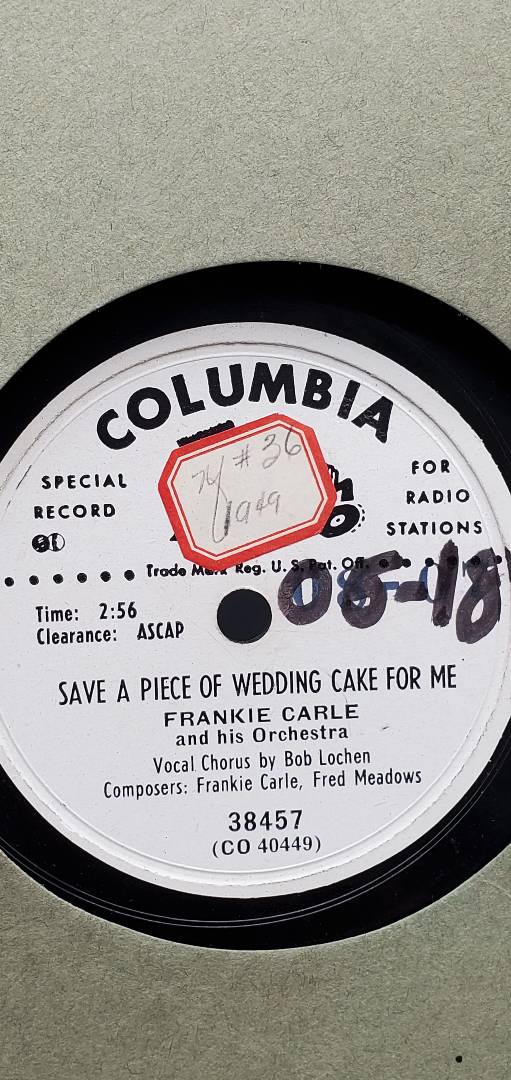 COLUMBIA
SPECIAL
RECORD
FOR
RADIO
STATIONS
# 36
1949
Trade Mark Reg. U. S. Pat. Off.
08-18
Time: 2:56
Clearance: ASCAP
SAVE A PIECE OF WEDDING CAKE FOR ME
FRANKIE CARLE
and his Orchestra
Vocal Chorus by Bob Lochen
Composers: Frankie Carle, Fred Meadows
38457
(CO 40449)